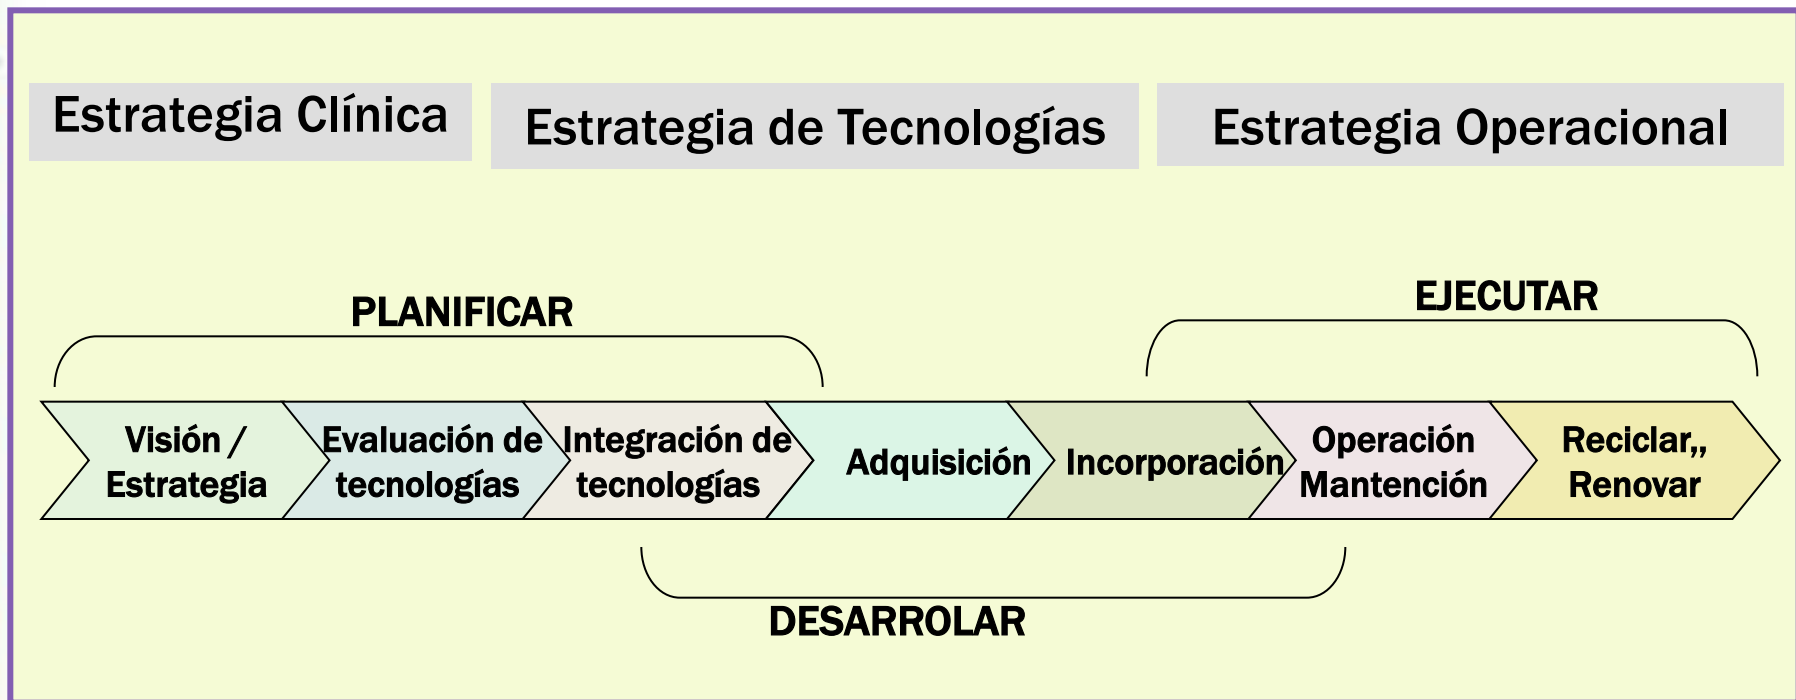 Estrategia Clínica
Estrategia de Tecnologías
Estrategia Operacional
PLANIFICAR
EJECUTAR
Visión /
Estrategia
Evaluación de
tecnologías
Integración de
tecnologías
Adquisición
Incorporación
Operación
Mantención
Reciclar,,
Renovar
DESARROLAR